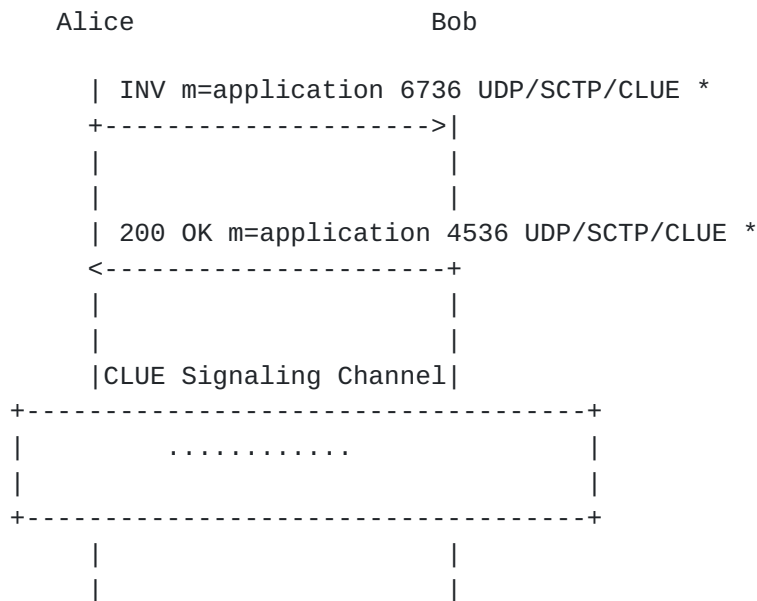 Alice                   Bob
| INV m=application 6736 UDP/SCTP/CLUE *
+--------------------->|
|                      |
|                      |
| 200 OK m=application 4536 UDP/SCTP/CLUE *
<----------------------+
|                      |
|                      |
|CLUE Signaling Channel|
+------------------------------------+
|         ............               |
|                                    |
+------------------------------------+
|                      |
|                      |